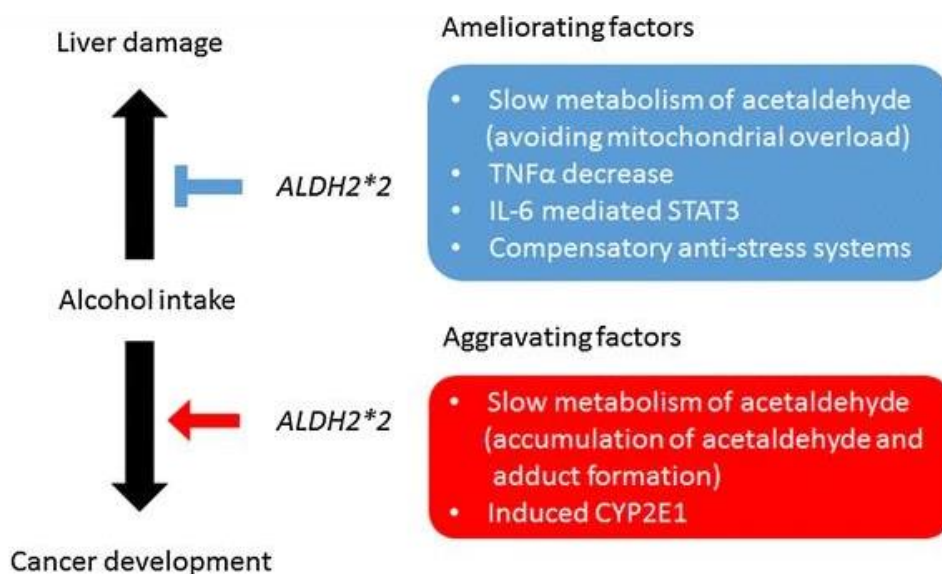 Liver damage
ALDH2*2
Alcohol intake
ALDH2*2
Cancer development
Ameliorating factors
• Slow metabolism of acetaldehyde
(avoiding mitochondrial overload)
• TNFα decrease
• IL-6 mediated STAT3
• Compensatory anti-stress systems
Aggravating factors
• Slow metabolism of acetaldehyde
(accumulation of acetaldehyde and
adduct formation)
• Induced CYP2E1